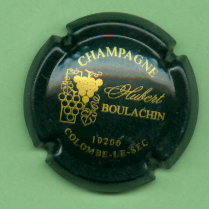 CHAMPAGNE
Hubert
BOULACHIN
10200
COLOMBE-LE-SEC